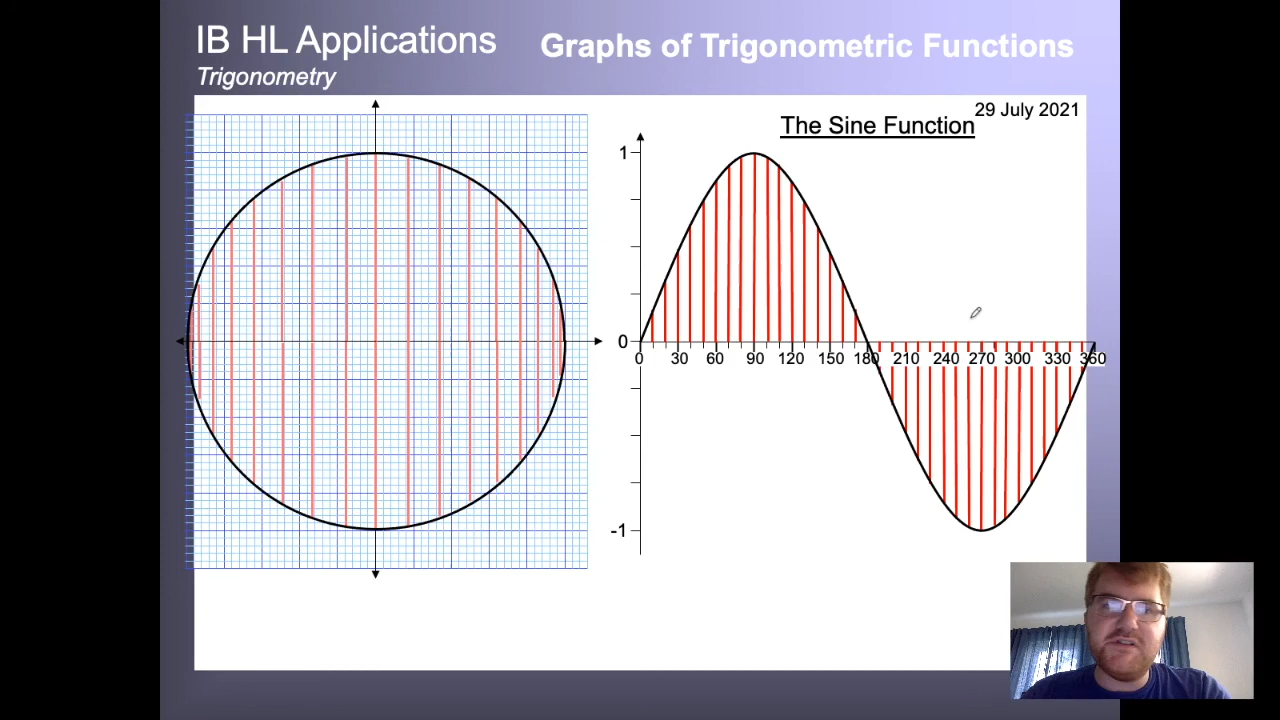 IB HL Applications
Graphs of Trigonometric Functions
Trigonometry
29 July 2021
The Sine Function
1
0
0 30 60 90 120 150 180 210 240 270 300 330 360
-1